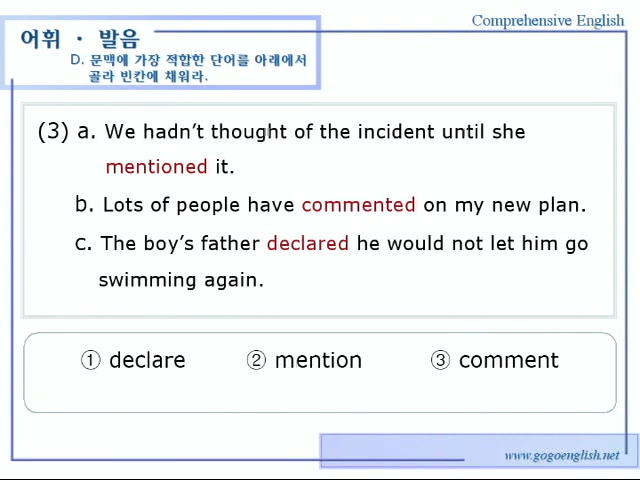 Comprehensive English
어휘 · 발음
D. 문맥에 가장 적합한 단어를 아래에서
골라 빈칸에 채워라.
(3) a. We hadn't thought of the incident until she
mentioned it.
b. Lots of people have commented on my new plan.
c. The boy's father declared he would not let him go
swimming again.
① declare ② mention ③ comment
www.gogoenglish.net